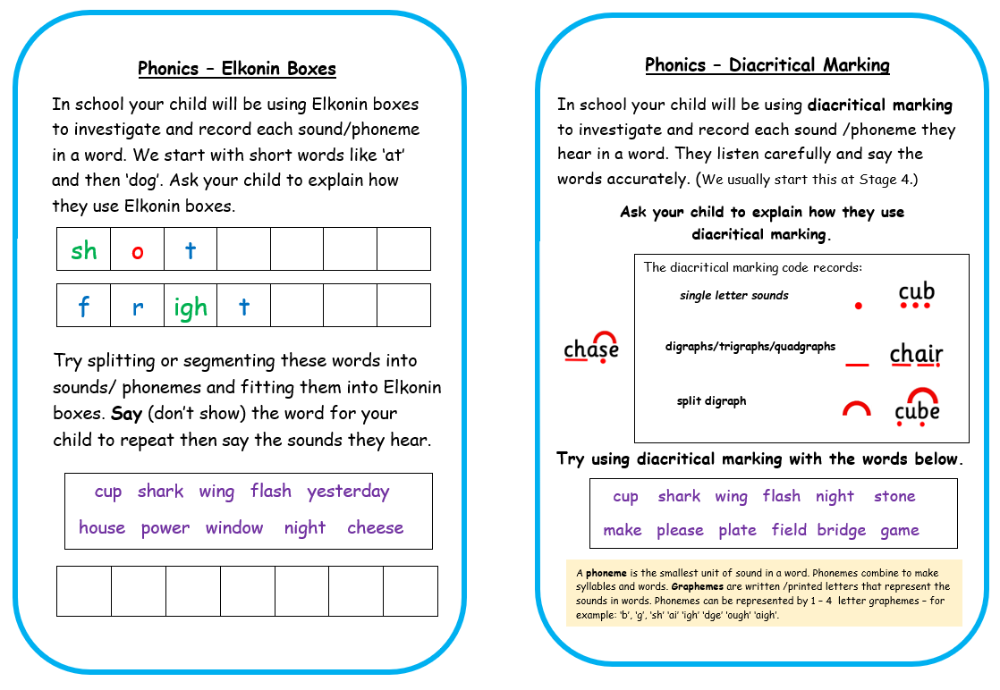 Phonics – Elkonin Boxes
In school your child will be using Elkonin boxes
to investigate and record each sound/phoneme
in a word. We start with short words like ‘at’
and then ‘dog’. Ask your child to explain how
they use Elkonin boxes.
sh o t
f r igh t
Try splitting or segmenting these words into
sounds/ phonemes and fitting them into Elkonin
boxes. Say (don’t show) the word for your
child to repeat then say the sounds they hear.
cup shark wing flash yesterday
house power window night cheese
Phonics – Diacritical Marking
In school your child will be using diacritical marking
to investigate and record each sound /phoneme they
hear in a word. They listen carefully and say the
words accurately. (We usually start this at Stage 4.)
Ask your child to explain how they use
diacritical marking.
chase
The diacritical marking code records:
single letter sounds cub
digraphs/trigraphs/quadgraphs chair
split digraph cube
Try using diacritical marking with the words below.
cup shark wing flash night stone
make please plate field bridge game
A phoneme is the smallest unit of sound in a word. Phonemes combine to make
syllables and words. Graphemes are written /printed letters that represent the
sounds in words. Phonemes can be represented by 1 – 4 letter graphemes – for
example: ‘b’, ‘g’, ‘sh’ ‘ai’ ‘igh’ ‘dge’ ‘ough’ ‘aigh’.